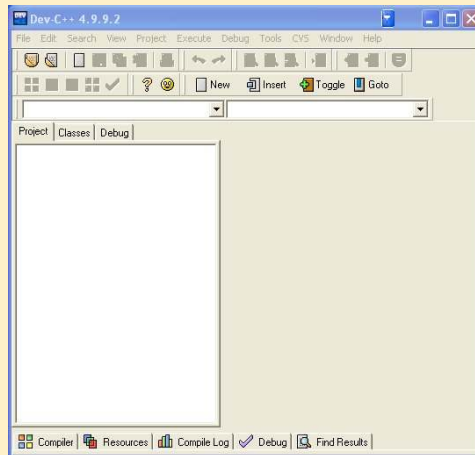 Dev-C++ 4.9.9.2
File Edit Search View Project Execute Debug Tools CVS Window Help
New Insert Toggle Goto
Project Classes Debug
Compiler Resources Compile Log Debug Find Results